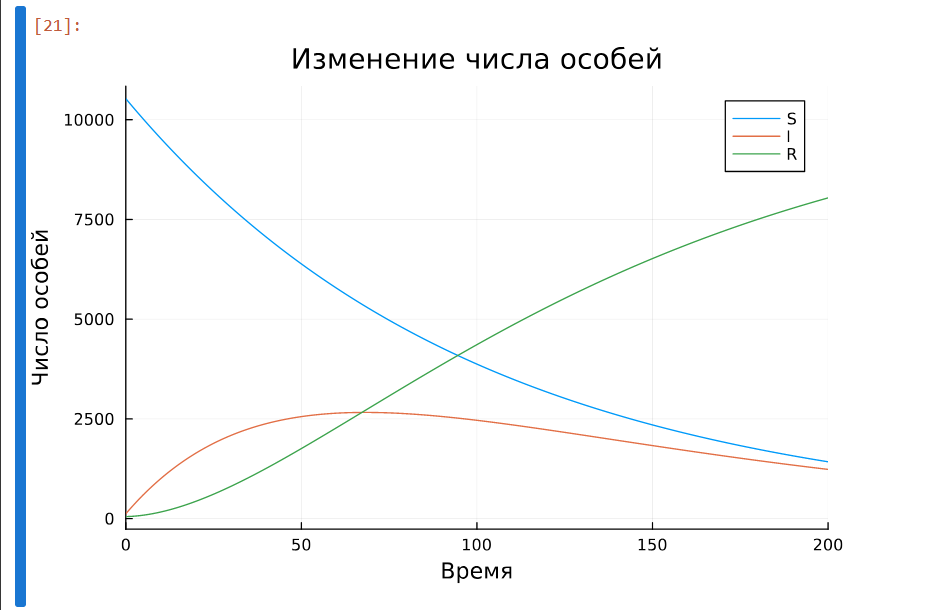 [21]:
Изменение числа особей
S
I
R
10000
7500
5000
2500
0
Число особей
0 50 100 150 200
Время